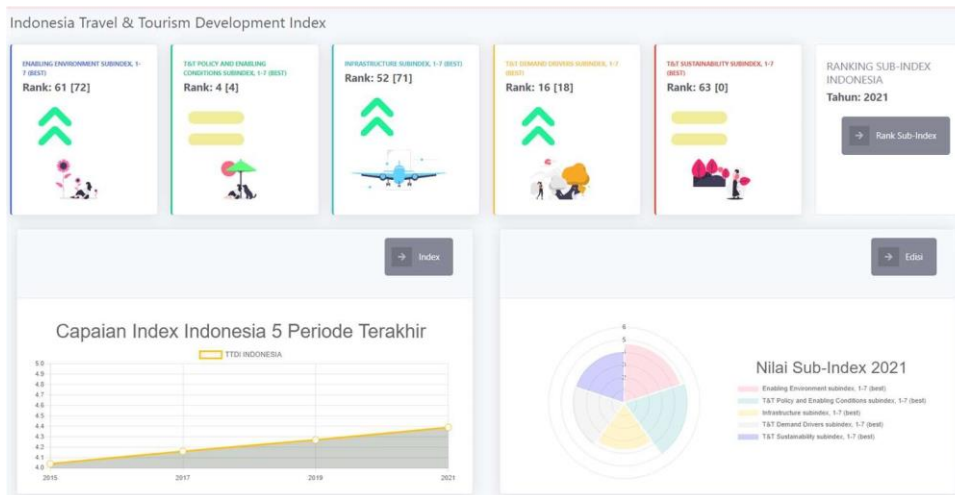 Indonesia Travel & Tourism Development Index
ENABLING ENVIRONMENT SUBINDEX, 1-
7 (BEST)
Rank: 61 [72]
T&T POLICY AND ENABLING
CONDITIONS SUBINDEX, 1-7 (BEST)
Rank: 4 [4]
INFRASTRUCTURE SUBINDEX, 1-7 (BEST)
Rank: 52 [71]
T&T DEMAND DRIVERS SUBINDEX, 1-7
(BEST)
Rank: 16 [18]
T&T SUSTAINABILITY SUBINDEX, 1-7
(BEST)
Rank: 63 [0]
RANKING SUB-INDEX
INDONESIA
Tahun: 2021
Rank Sub-Index
Index
Capaian Index Indonesia 5 Periode Terakhir
TTDI INDONESIA
5.0
4.9
4.8
4.7
4.6
4.5
4.4
4.3
4.2
4.1
4.0
2015 2017 2019 2021
Edisi
6
5
4
3
2
Nilai Sub-Index 2021
Enabling Environment subindex, 1-7 (best)
T&T Policy and Enabling Conditions subindex, 1-7 (best)
Infrastructure subindex, 1-7 (best)
T&T Demand Drivers subindex, 1-7 (best)
T&T Sustainability subindex, 1-7 (best)